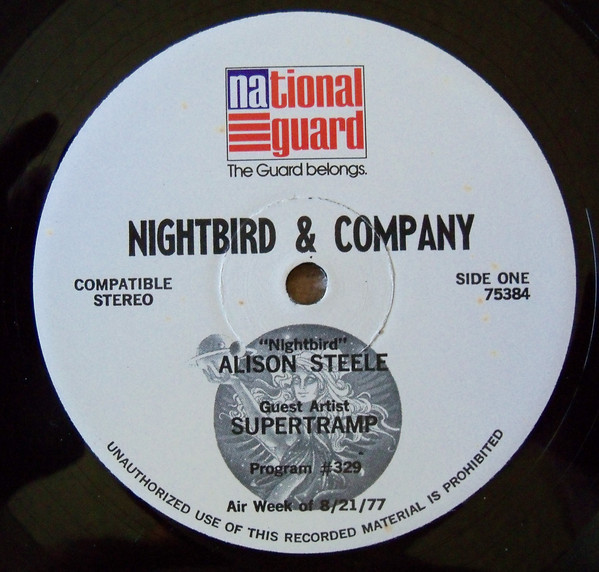 national
guard
The Guard belongs.
NIGHTBIRD & COMPANY
COMPATIBLE
STEREO
SIDE ONE
75384
"Nightbird"
ALISON STEELE
Guest Artist
SUPERTRAMP
Program #329
Air Week of 8/21/77
UNAUTHORIZED USE OF THIS RECORDED MATERIAL IS PROHIBITED